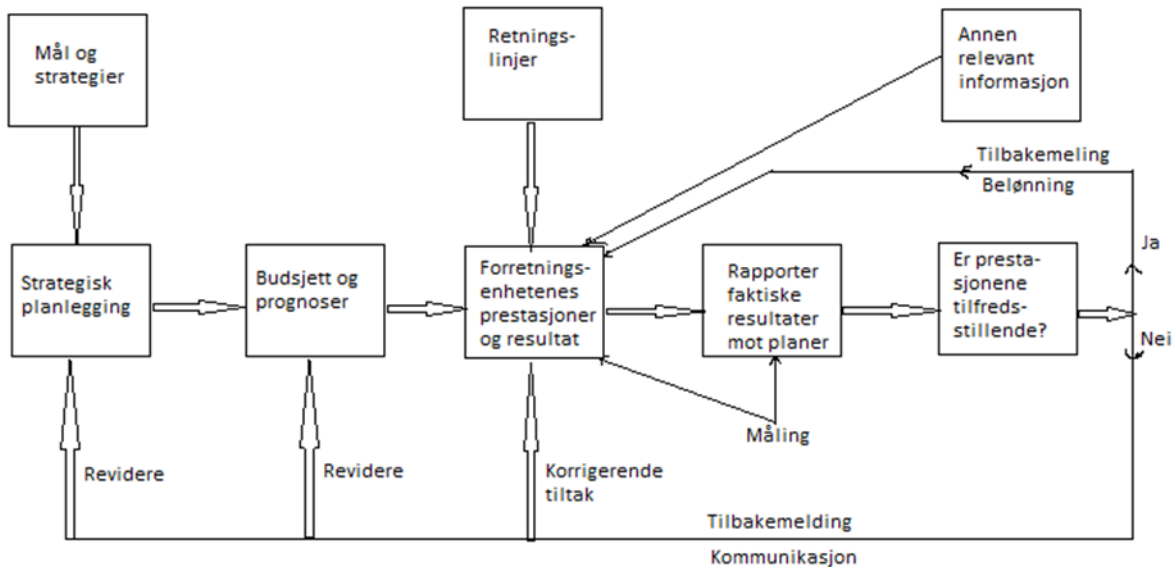 Mål og
strategier
Retnings-
linjer
Annen
relevant
informasjon
Tilbakemeling
Belønning
Strategisk
planlegging
Budsjett og
prognoser
Forretnings-
enhetenes
prestasjoner
og resultat
Rapporter
faktiske
resultater
mot planer
Er presta-
sjonene
tilfreds-
stillende?
Ja
Nei
Måling
Revidere
Revidere
Korrigerende
tiltak
Tilbakemelding
Kommunikasjon